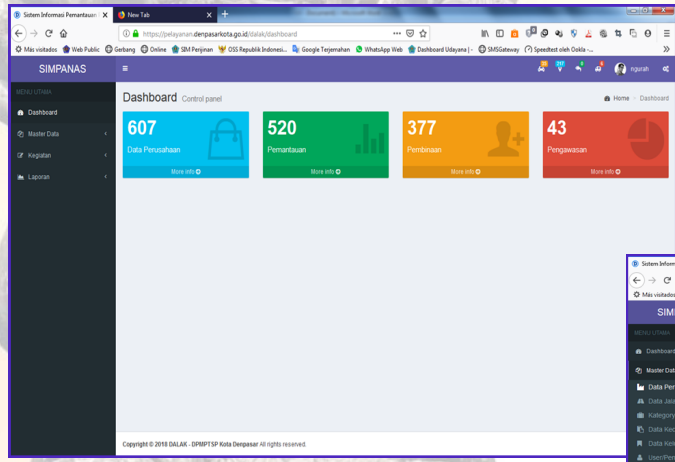 Sistem Informasi Pemantauan
New Tab
https://pelayanan.denpasarkota.go.id/dalak/dashboard
Más visitados Web Public Gerbang Online SIM Perijinan OSS Republik Indonesi... Google Terjemahan WhatsApp Web Dashboard Udayana |- SMSGateway Speedtest oleh Ookla -...
SIMPANAS
ngurah
MENU UTAMA
Dashboard
Master Data
Kegiatan
Laporan
Dashboard Control panel
Home Dashboard
607
Data Perusahaan
More info
520
Pemantauan
More info
377
Pembinaan
More info
43
Pengawasan
More info
Copyright © 2018 DALAK - DPMPTSP Kota Denpasar All rights reserved.
Sistem Inform
Más visitados
SIM
MENU UTAMA
Dashboard
Master Dat
Data Per
Data Jala
Kategory
Data Kec
Data Kel
User/Pen